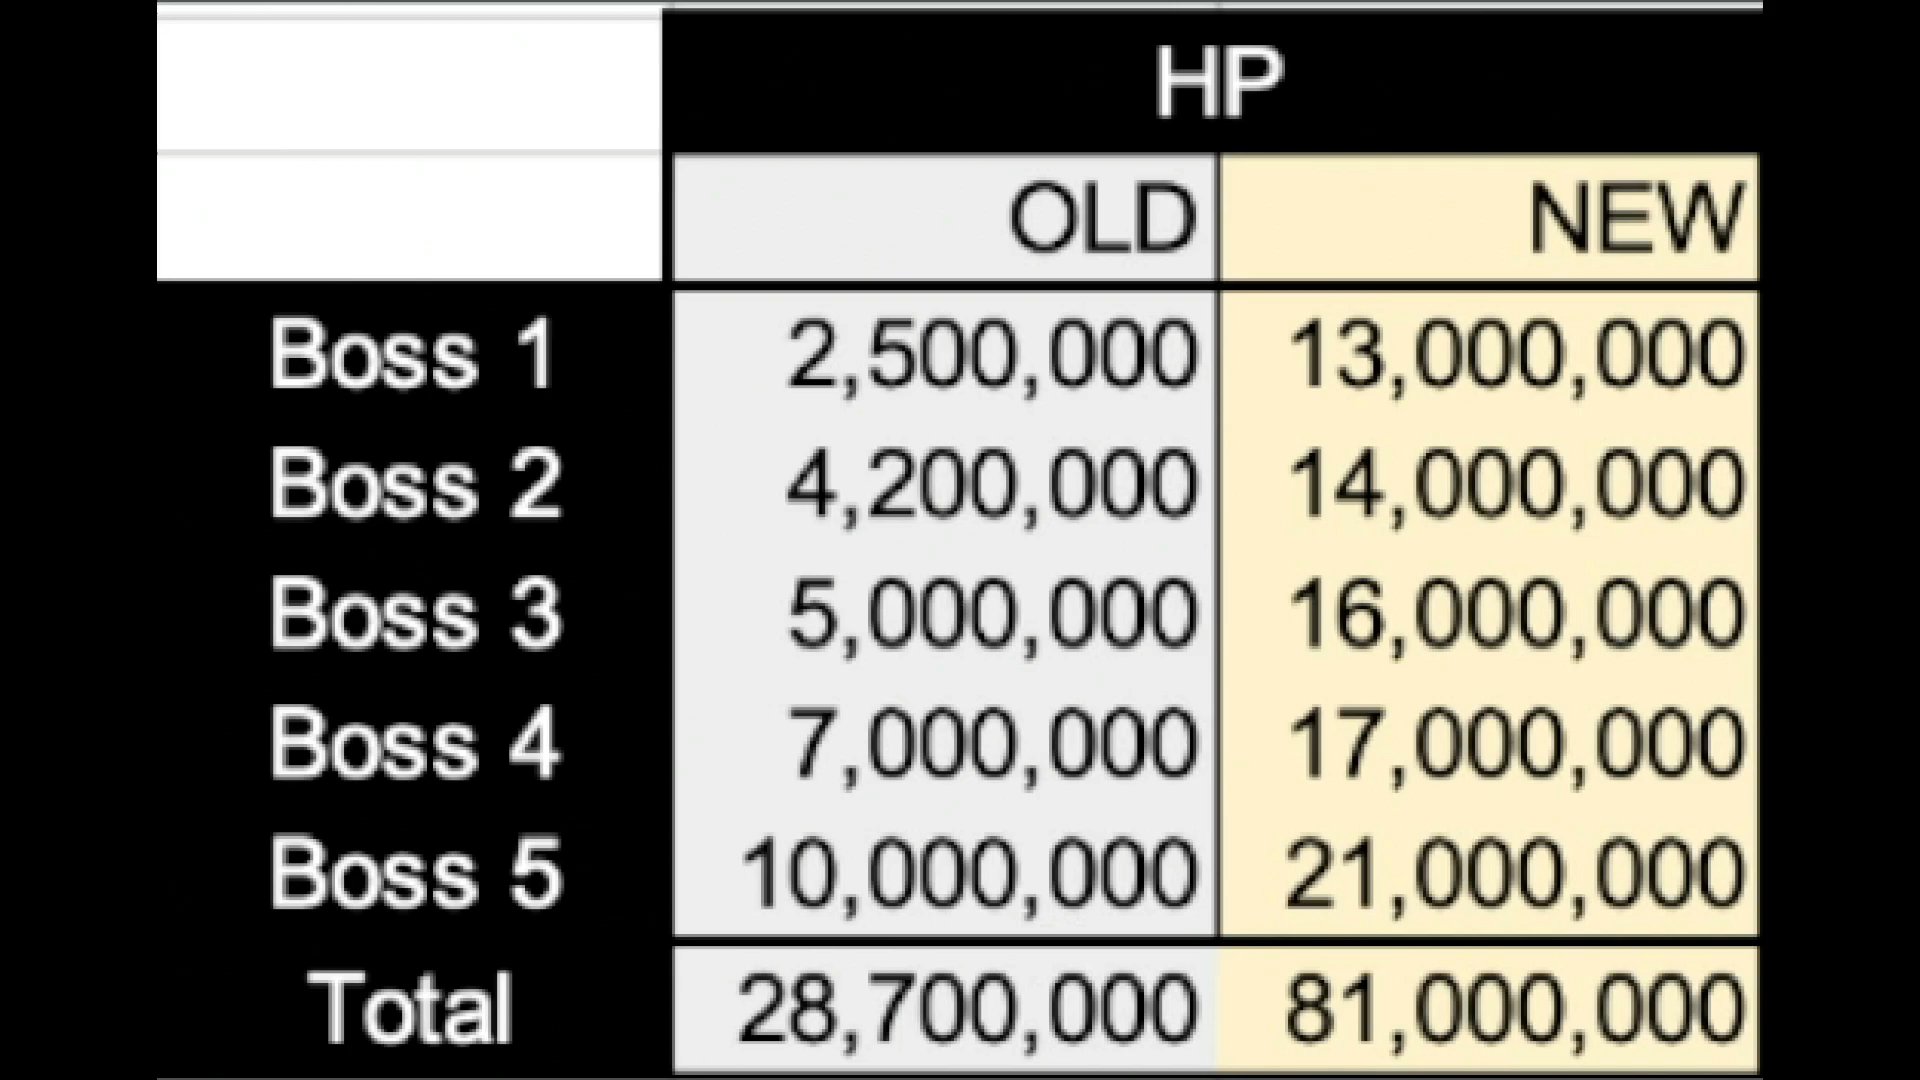 HP
OLD NEW
Boss 1 2,500,000 13,000,000
Boss 2 4,200,000 14,000,000
Boss 3 5,000,000 16,000,000
Boss 4 7,000,000 17,000,000
Boss 5 10,000,000 21,000,000
Total 28,700,000 81,000,000